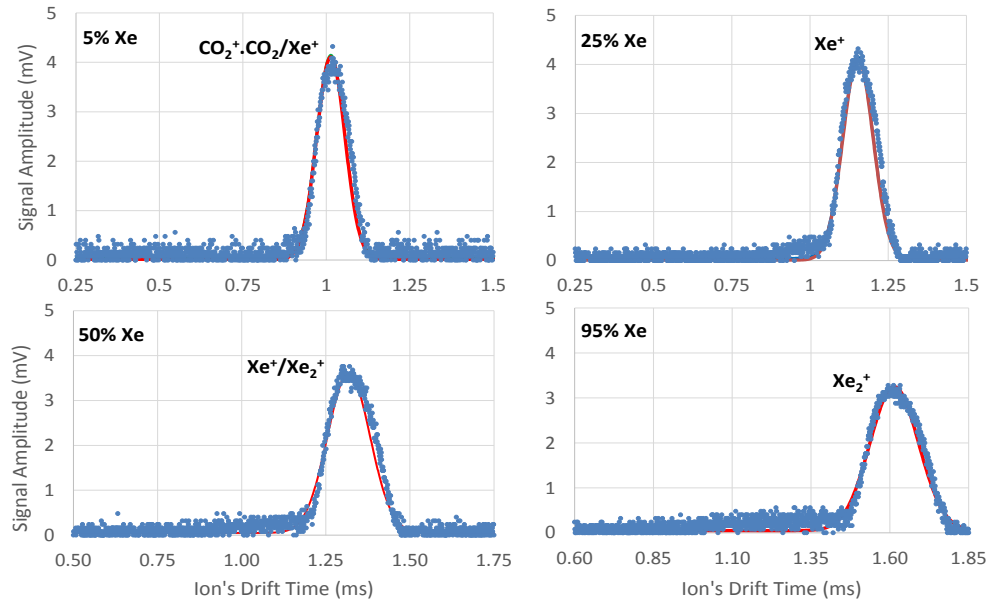 5% Xe
CO₂⁺.CO₂/Xe⁺
Signal Amplitude (mV)
5
4
3
2
1
0
0.25 0.5 0.75 1 1.25 1.5
25% Xe
Xe⁺
5
4
3
2
1
0
0.25 0.5 0.75 1 1.25 1.5
50% Xe
Xe⁺/Xe₂⁺
Signal Amplitude (mV)
5
4
3
2
1
0
0.50 0.75 1.00 1.25 1.50 1.75
Ion's Drift Time (ms)
95% Xe
Xe₂⁺
5
4
3
2
1
0
0.60 0.85 1.10 1.35 1.60 1.85
Ion's Drift Time (ms)